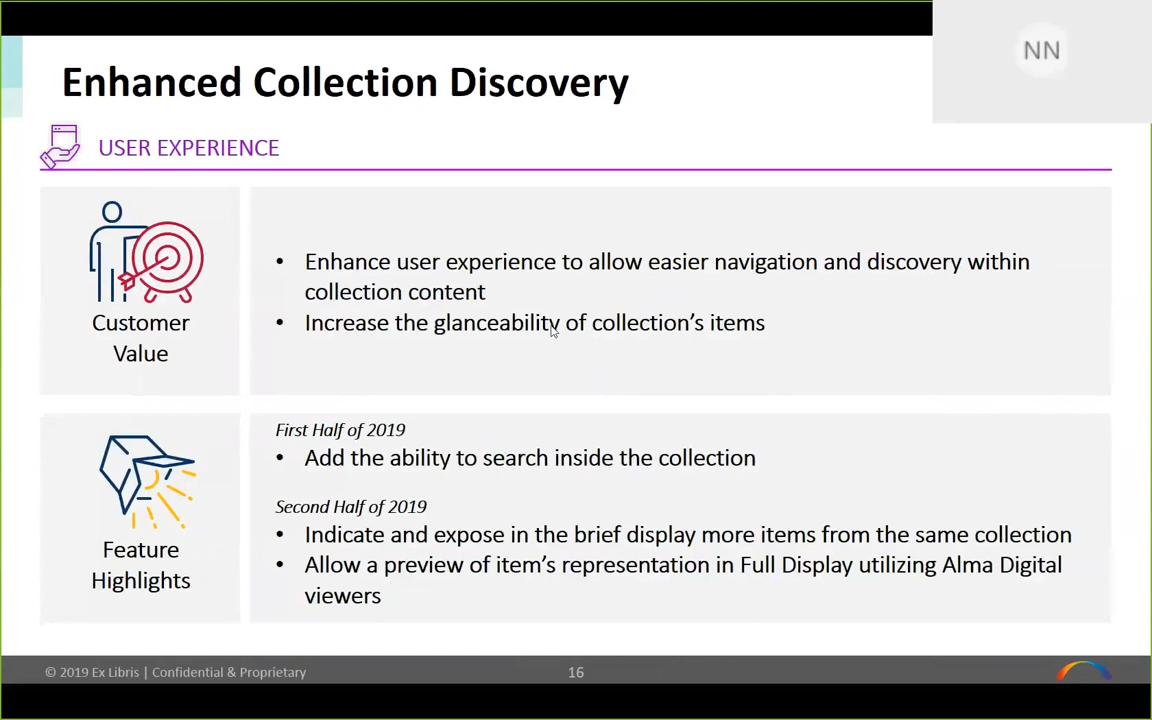 NN
Enhanced Collection Discovery
USER EXPERIENCE
Customer
Value
• Enhance user experience to allow easier navigation and discovery within
collection content
• Increase the glanceability of collection's items
Feature
Highlights
First Half of 2019
• Add the ability to search inside the collection
Second Half of 2019
• Indicate and expose in the brief display more items from the same collection
• Allow a preview of item's representation in Full Display utilizing Alma Digital
viewers
© 2019 Ex Libris | Confidential & Proprietary
16